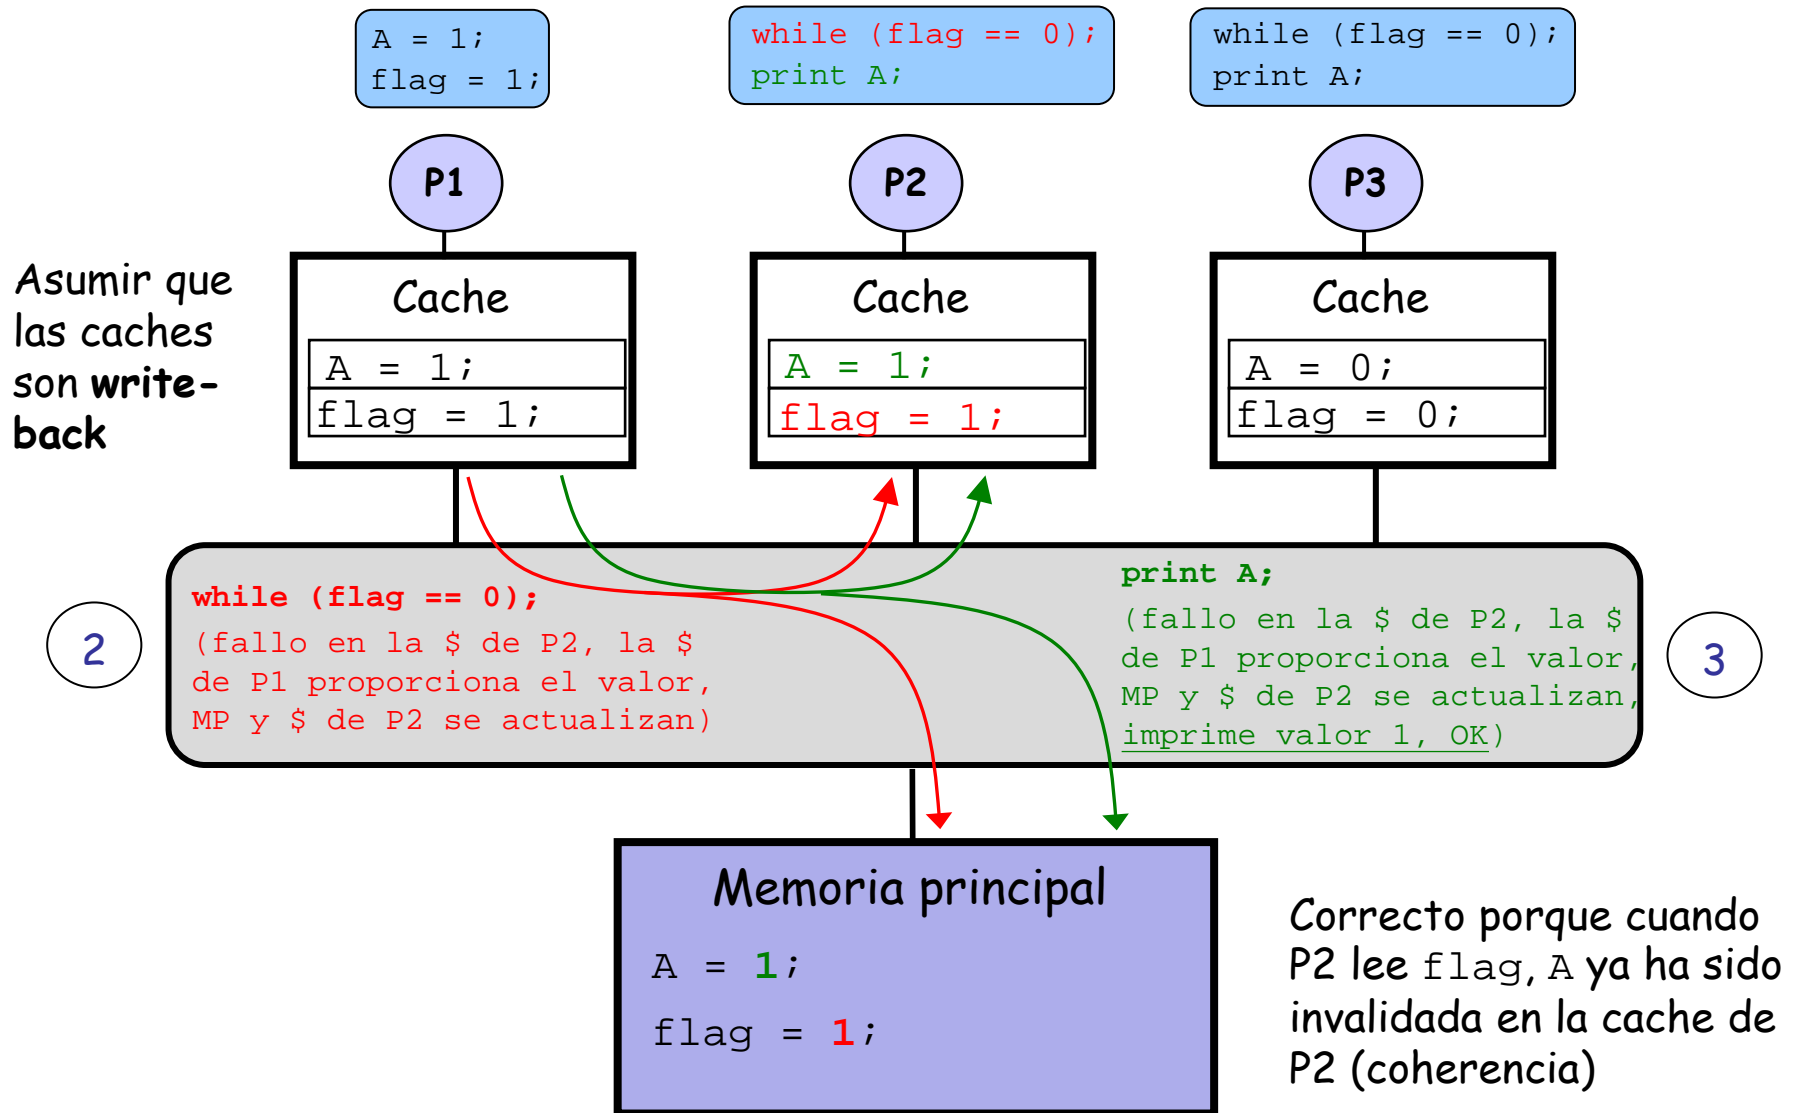 A = 1;
flag = 1;
while (flag == 0);
print A;
while (flag == 0);
print A;
P1
P2
P3
Asumir que
las caches
son write-
back
Cache
A = 1;
flag = 1;
Cache
A = 1;
flag = 1;
Cache
A = 0;
flag = 0;
2
while (flag == 0);
(fallo en la $ de P2, la $
de P1 proporciona el valor,
MP y $ de P2 se actualizan)
print A;
(fallo en la $ de P2, la $
de P1 proporciona el valor,
MP y $ de P2 se actualizan,
imprime valor 1, OK)
3
Memoria principal
A = 1;
flag = 1;
Correcto porque cuando
P2 lee flag, A ya ha sido
invalidada en la cache de
P2 (coherencia)